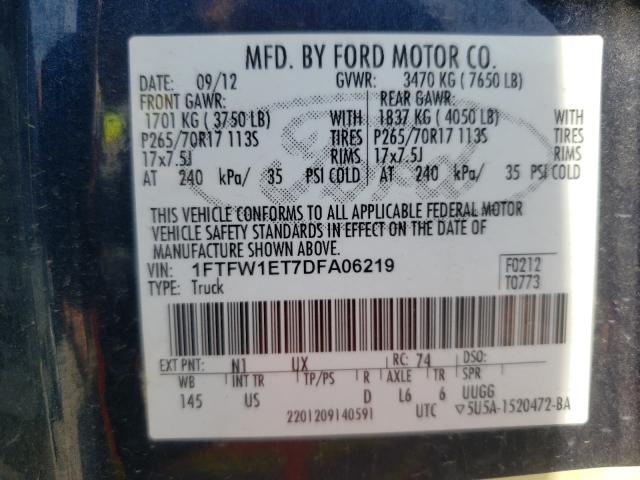 MFD. BY FORD MOTOR CO.
DATE: 09/12 GVWR: 3470 KG ( 7650 LB)
FRONT GAWR: REAR GAWR:
1701 KG ( 3750 LB) WITH 1837 KG ( 4050 LB) WITH
P265/70R17 113S TIRES P265/70R17 113S TIRES
17x7.5J RIMS 17x7.5J RIMS
AT 240 kPa/ 35 PSI COLD AT 240 kPa/ 35 PSI COLD
Ford
THIS VEHICLE CONFORMS TO ALL APPLICABLE FEDERAL MOTOR
VEHICLE SAFETY STANDARDS IN EFFECT ON THE DATE OF
MANUFACTURE SHOWN ABOVE.
VIN: 1FTFW1ET7DFA06219 F0212
TYPE: Truck T0773
EXT PNT: N1 UX RC: 74 DSO:
WB INT TR TP/PS R AXLE TR SPR
145 US D L6 6 UUGG
2201209140591 UTC ▽5U5A-1520472-BA